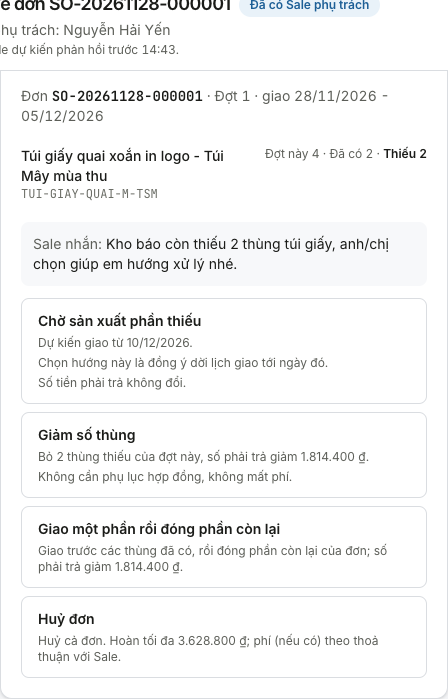 e đơn SO-20261128-000001 Đã có Sale phụ trách
hụ trách: Nguyễn Hải Yến
le dự kiến phản hồi trước 14:43.
Đơn SO-20261128-000001 · Đợt 1 · giao 28/11/2026 -
05/12/2026
Túi giấy quai xoắn in logo - Túi
Mây mùa thu
Đợt này 4 · Đã có 2 · Thiếu 2
TUI-GIAY-QUAI-M-TSM
Sale nhắn: Kho báo còn thiếu 2 thùng túi giấy, anh/chị
chọn giúp em hướng xử lý nhé.
Chờ sản xuất phần thiếu
Dự kiến giao từ 10/12/2026.
Chọn hướng này là đồng ý dời lịch giao tới ngày đó.
Số tiền phải trả không đổi.
Giảm số thùng
Bỏ 2 thùng thiếu của đợt này, số phải trả giảm 1.814.400 ₫.
Không cần phụ lục hợp đồng, không mất phí.
Giao một phần rồi đóng phần còn lại
Giao trước các thùng đã có, rồi đóng phần còn lại của đơn; số
phải trả giảm 1.814.400 ₫.
Huỷ đơn
Huỷ cả đơn. Hoàn tối đa 3.628.800 ₫; phí (nếu có) theo thoả
thuận với Sale.